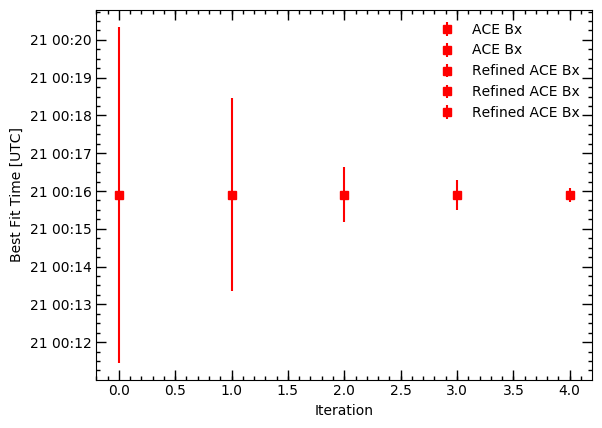 ACE Bx
ACE Bx
Refined ACE Bx
Refined ACE Bx
Refined ACE Bx
Best Fit Time [UTC]
21 00:20
21 00:19
21 00:18
21 00:17
21 00:16
21 00:15
21 00:14
21 00:13
21 00:12
0.0 0.5 1.0 1.5 2.0 2.5 3.0 3.5 4.0
Iteration